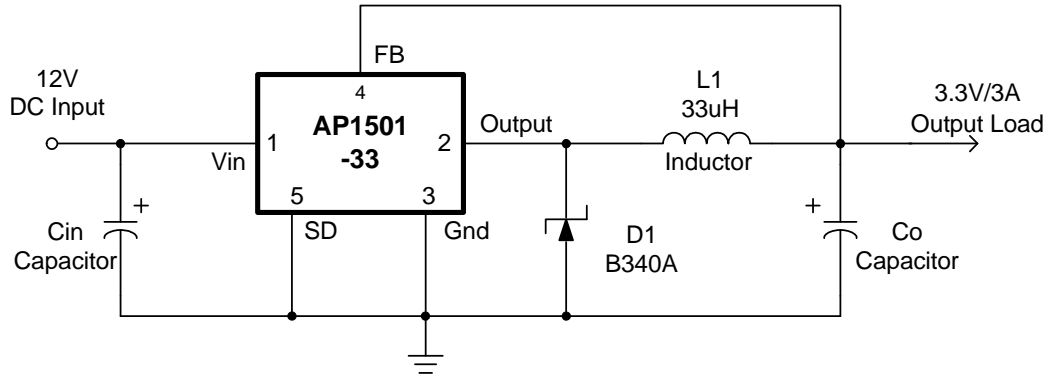 FB
12V
DC Input
4
L1
33uH
3.3V/3A
Output Load
AP1501
-33
1
2
Output
Vin
Inductor
5
3
SD
Gnd
+
Cin
Capacitor
D1
B340A
+
Co
Capacitor